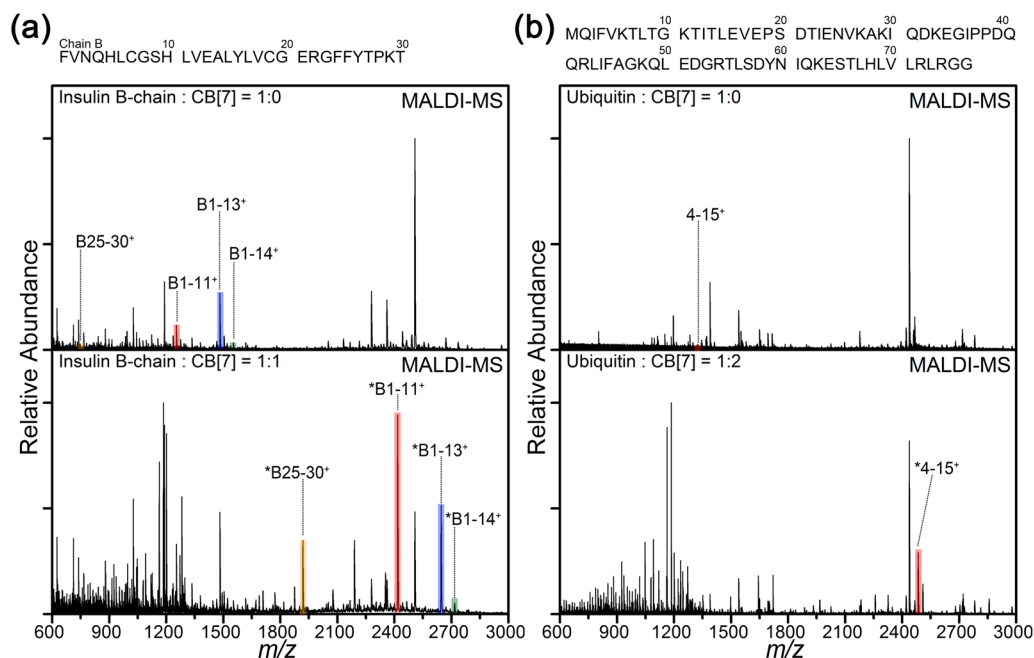 (a)
Chain B 10 20 30
FVNQHLCGSH LVEALYLVCG ERGFFYTPKT
Insulin B-chain : CB[7] = 1:0 MALDI-MS
B25-30⁺
B1-11⁺
B1-13⁺
B1-14⁺
Insulin B-chain : CB[7] = 1:1 MALDI-MS
*B25-30⁺
*B1-11⁺
*B1-13⁺
*B1-14⁺
Relative Abundance
600 1200 1500 1800 2100 2400 2700 3000
m/z
(b)
10 20 30 40
MQIFVKTLTG KTITLEVEPS DTIENVKAKI QDKEGIPPDQ
50 60 70
QRLIFAGKQL EDGRTLSDYN IQKESTLHLV LRLRGG
Ubiquitin : CB[7] = 1:0 MALDI-MS
4-15⁺
Ubiquitin : CB[7] = 1:2 MALDI-MS
*4-15⁺
Relative Abundance
600 900 1200 1500 1800 2100 2400 2700 3000
m/z